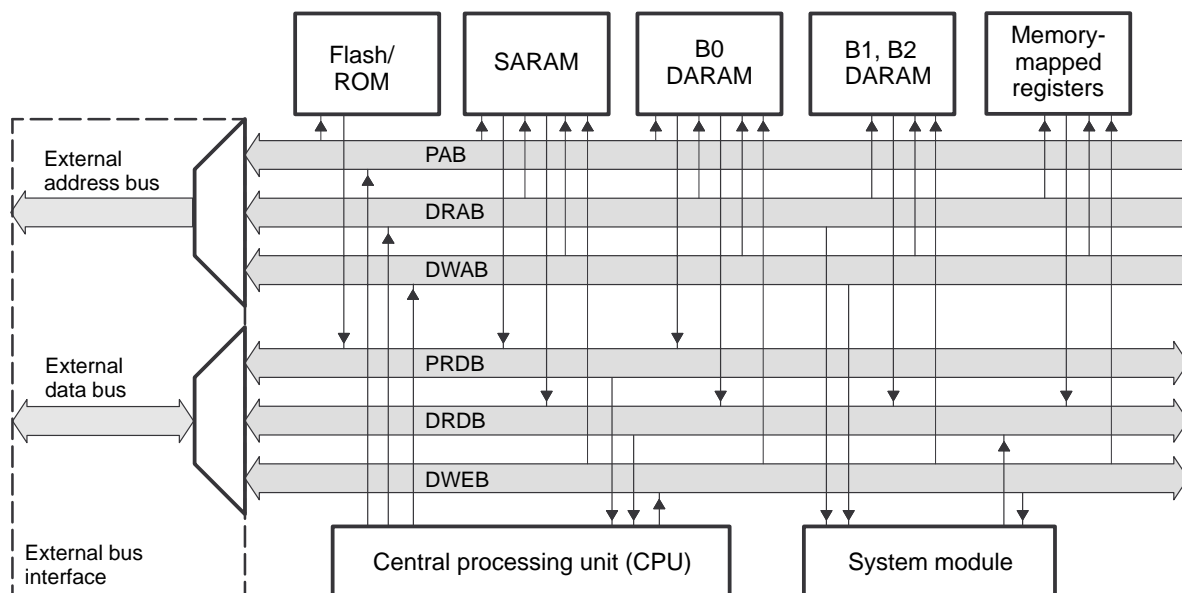 Flash/
ROM
SARAM
B0
DARAM
B1, B2
DARAM
Memory-
mapped
registers
External
address bus
PAB
DRAB
DWAB
External
data bus
PRDB
DRDB
DWEB
External bus
interface
Central processing unit (CPU)
System module